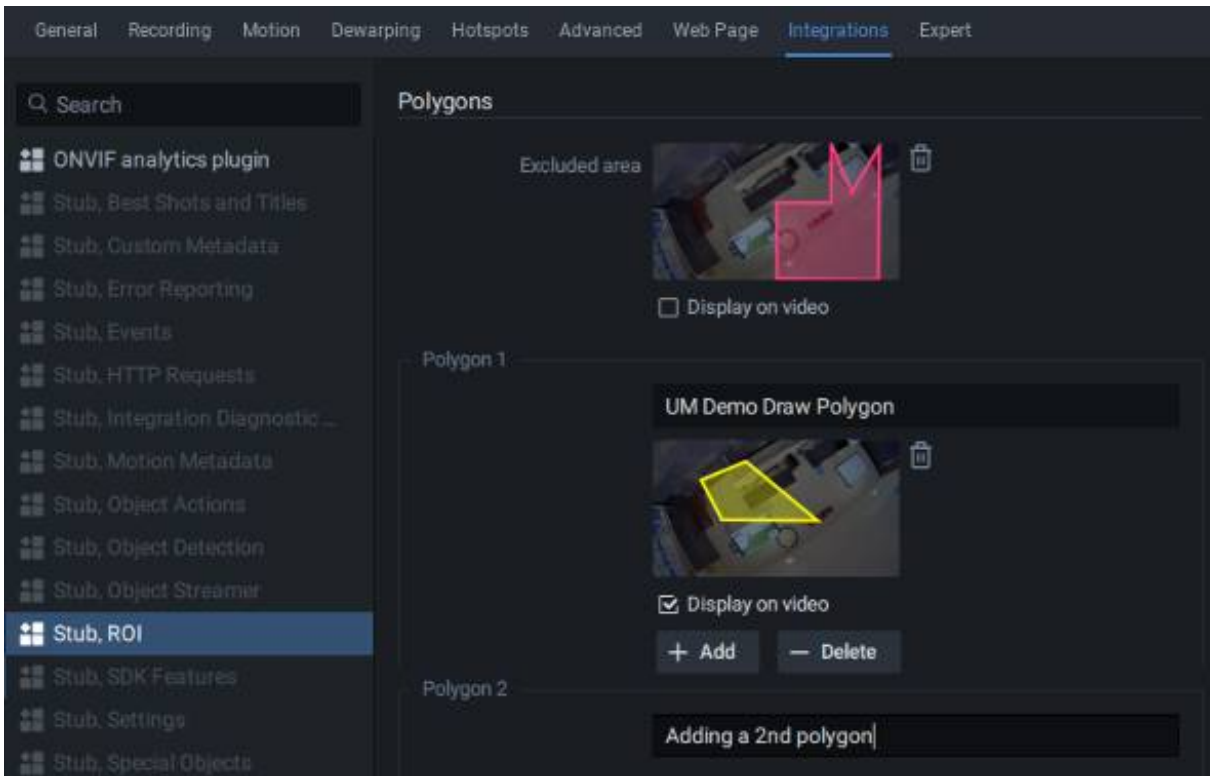 General Recording Motion Dewarping Hotspots Advanced Web Page Integrations Expert
Search
ONVIF analytics plugin
Stub, Best Shots and Titles
Stub, Custom Metadata
Stub, Error Reporting
Stub, Events
Stub, HTTP Requests
Stub, Integration Diagnostic ...
Stub, Motion Metadata
Stub, Object Actions
Stub, Object Detection
Stub, Object Streamer
Stub, ROI
Stub, SDK Features
Stub, Settings
Stub, Special Objects
Polygons
Excluded area
Display on video
Polygon 1
UM Demo Draw Polygon
Display on video
+ Add — Delete
Polygon 2
Adding a 2nd polygon